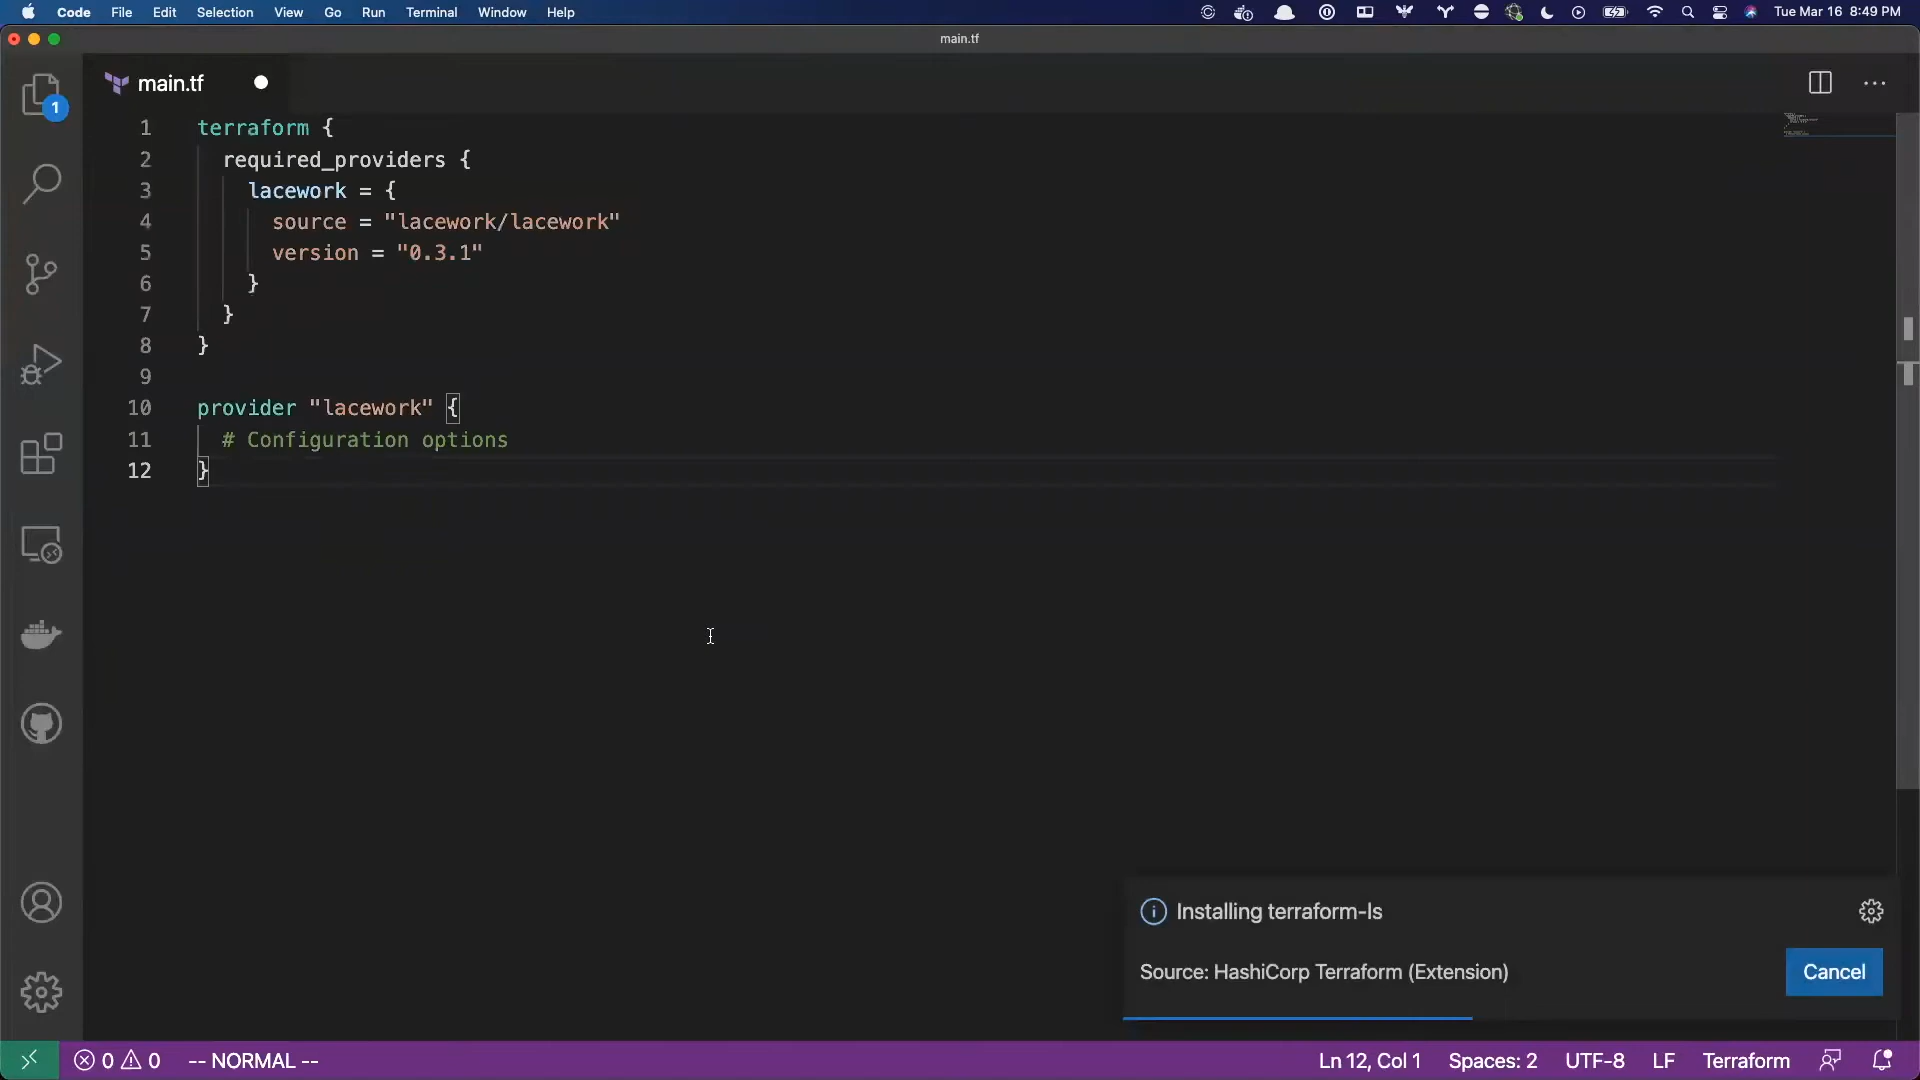 Code File Edit Selection View Go Run Terminal Window Help Tue Mar 16 8:49 PM
main.tf
main.tf
1
1 terraform {
2 required_providers {
3 lacework = {
4 source = "lacework/lacework"
5 version = "0.3.1"
6 }
7 }
8 }
9
10 provider "lacework" {
11 # Configuration options
12 }
Installing terraform-ls
Source: HashiCorp Terraform (Extension) Cancel
0 0 -- NORMAL -- Ln 12, Col 1 Spaces: 2 UTF-8 LF Terraform